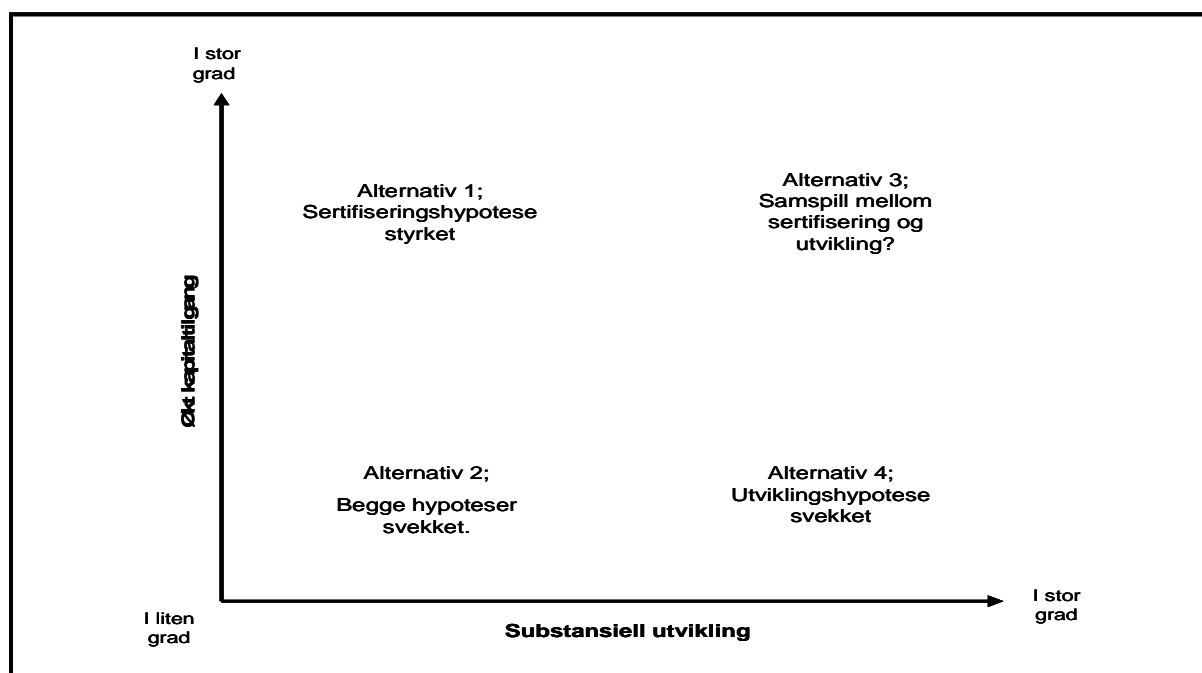 I stor
grad
Alternativ 1;
Sertifiseringshypotese
styrket
Alternativ 3;
Samspill mellom
sertifisering og
utvikling?
Økt kapitaltilgang
Alternativ 2;
Begge hypoteser
svekket.
Alternativ 4;
Utviklingshypotese
svekket
I liten
grad
Substansiell utvikling
I stor
grad